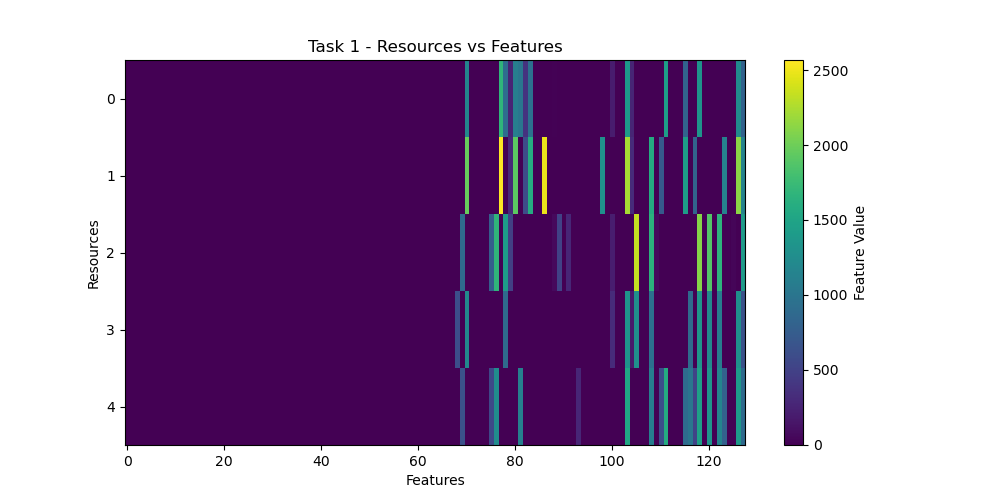 Task 1 - Resources vs Features
Resources
0
1
2
3
4
0 20 40 60 80 100 120
Features
2500
2000
1500
1000
500
0
Feature Value